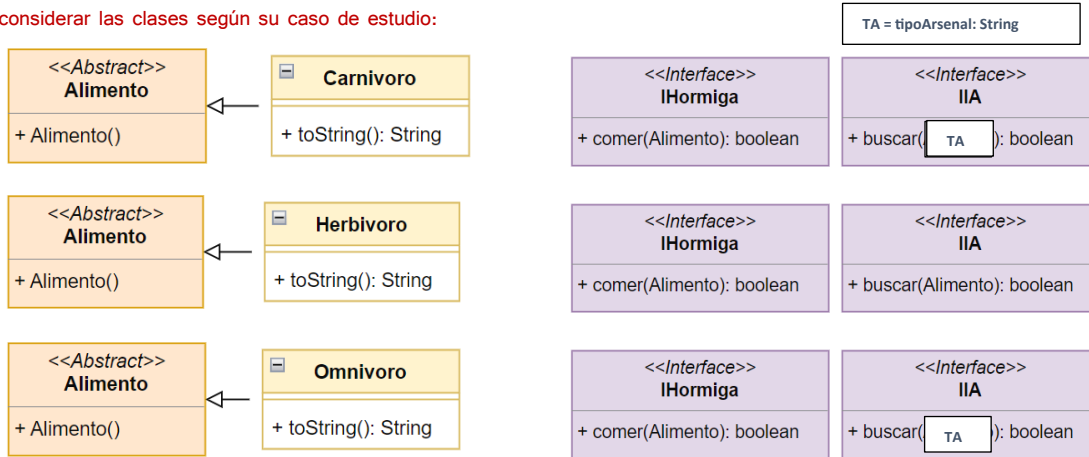 considerar las clases según su caso de estudio:
TA = tipoArsenal: String
<<Abstract>>
Alimento
+ Alimento()
Carnivoro
+ toString(): String
<<Interface>>
IHormiga
+ comer(Alimento): boolean
<<Interface>>
IIA
+ buscar( TA ): boolean
<<Abstract>>
Alimento
+ Alimento()
Herbivoro
+ toString(): String
<<Interface>>
IHormiga
+ comer(Alimento): boolean
<<Interface>>
IIA
+ buscar(Alimento): boolean
<<Abstract>>
Alimento
+ Alimento()
Omnivoro
+ toString(): String
<<Interface>>
IHormiga
+ comer(Alimento): boolean
<<Interface>>
IIA
+ buscar( TA ): boolean